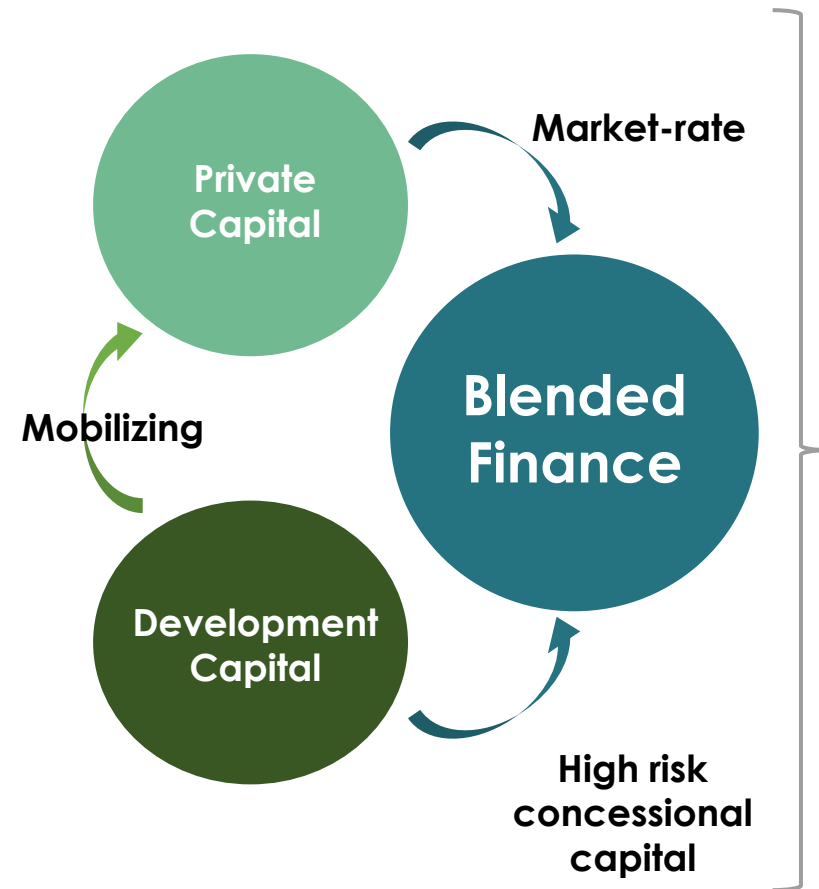 Market-rate
Private
Capital
Blended
Finance
Mobilizing
Development
Capital
High risk
concessional
capital